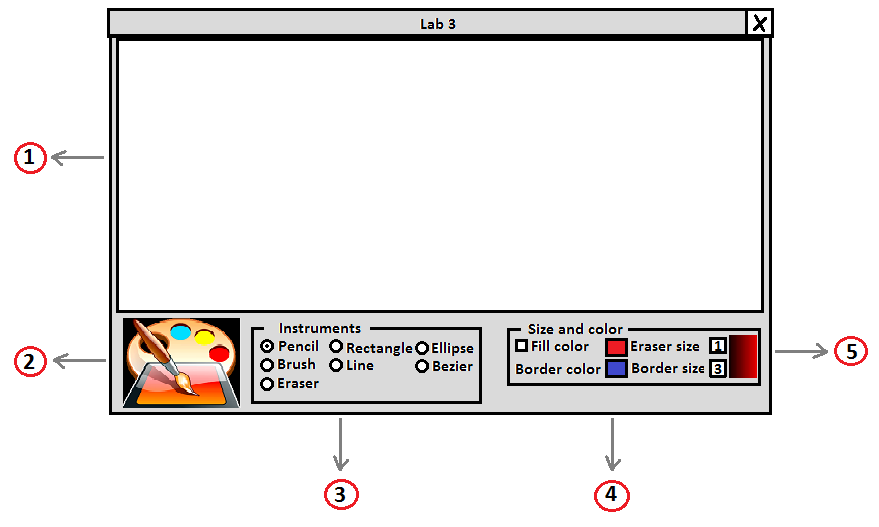 Lab 3
X
1
2
Instruments
Pencil
Rectangle
Ellipse
Brush
Line
Bezier
Eraser
Size and color
Fill color
Eraser size
1
Border color
Border size
3
5
3
4